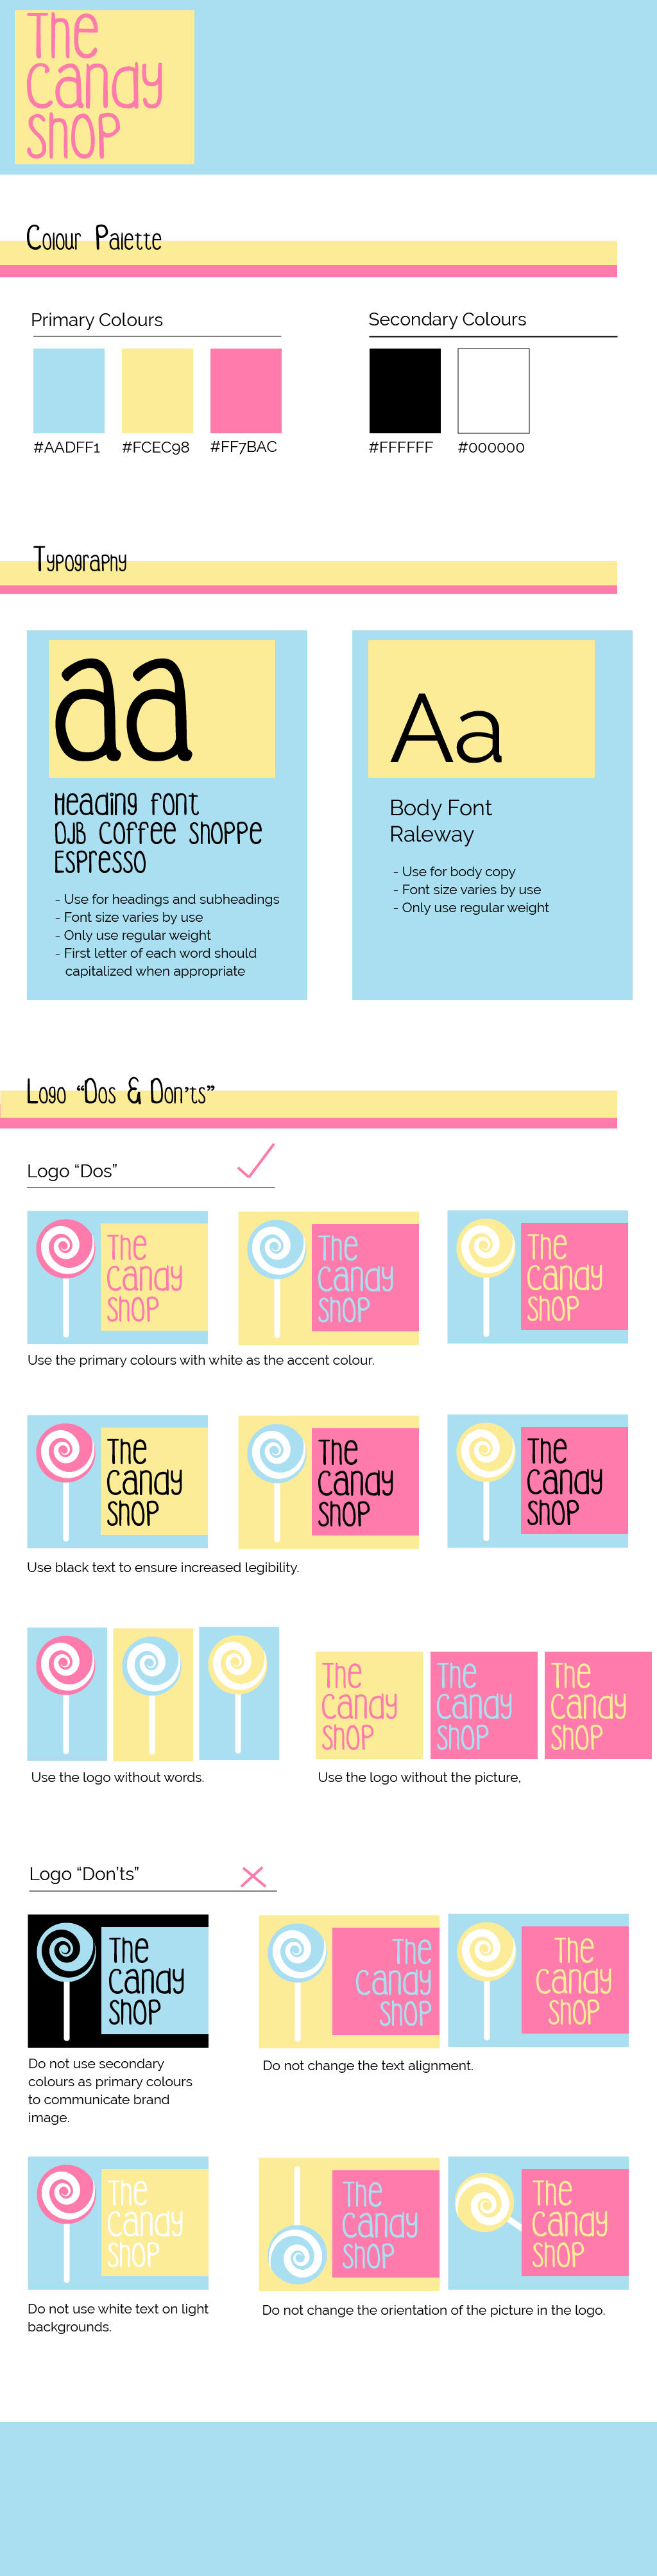 The
Candy
Shop
Colour Palette
Primary Colours
Secondary Colours
#AADFF1
#FCEC98
#FF7BAC
#FFFFFF
#000000
Typography
aa
Heading font
DJB Coffee Shoppe
Espresso
- Use for headings and subheadings
- Font size varies by use
- Only use regular weight
- First letter of each word should
capitalized when appropriate
Aa
Body Font
Raleway
- Use for body copy
- Font size varies by use
- Only use regular weight
Logo “Dos & Don’ts”
Logo “Dos”
The
Candy
Shop
The
Candy
Shop
The
Candy
Shop
Use the primary colours with white as the accent colour.
The
Candy
Shop
The
Candy
Shop
The
Candy
Shop
Use black text to ensure increased legibility.
The
Candy
Shop
The
Candy
Shop
The
Candy
Shop
Use the logo without words.
Use the logo without the picture,
Logo “Don’ts”
The
Candy
Shop
Do not use secondary
colours as primary colours
to communicate brand
image.
The
Candy
Shop
The
Candy
Shop
Do not change the text alignment.
The
Candy
Shop
Do not use white text on light
backgrounds.
The
Candy
Shop
The
Candy
Shop
Do not change the orientation of the picture in the logo.